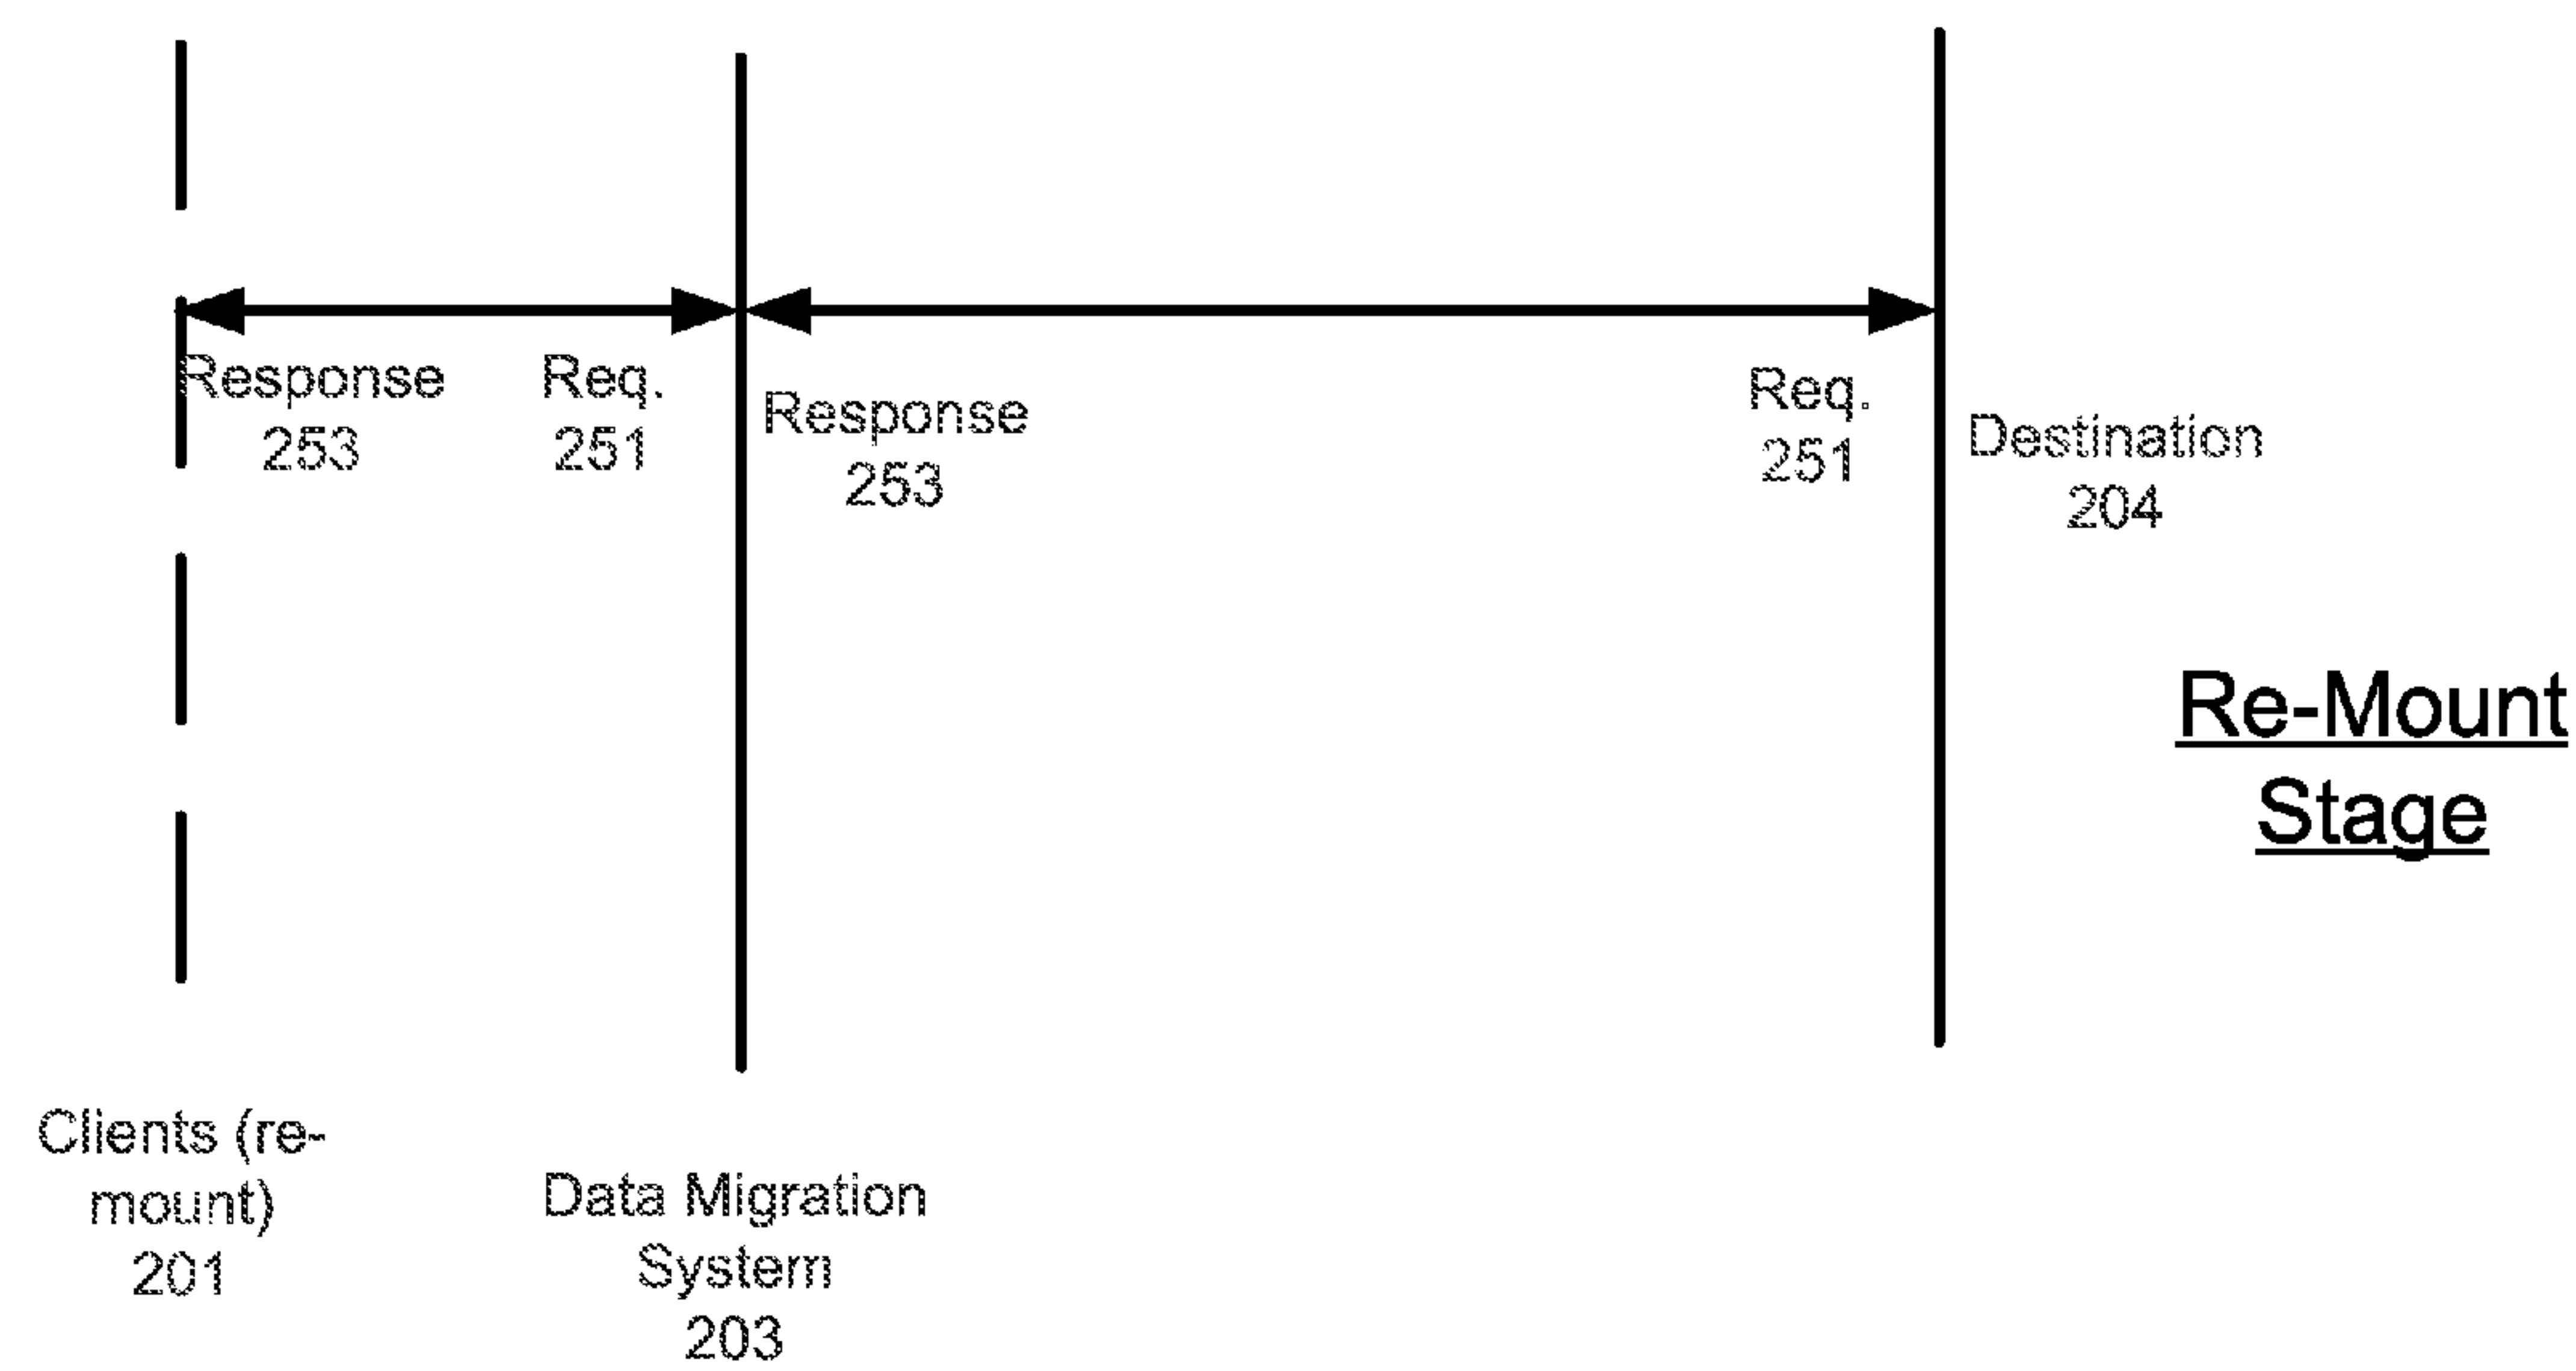 Response
253
Req.
251
Response
253
Req.
251
Destination
204
Re-Mount
Stage
Clients (re-
mount)
201
Data Migration
System
203